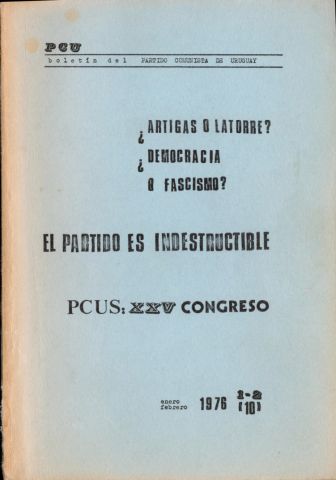 PCU
boletín del PARTIDO COMUNISTA DE URUGUAY
¿ARTIGAS O LATORRE?
¿DEMOCRACIA
O FASCISMO?
EL PARTIDO ES INDESTRUCTIBLE
PCUS: XXV CONGRESO
enero
febrero 1976 1-2
(10)